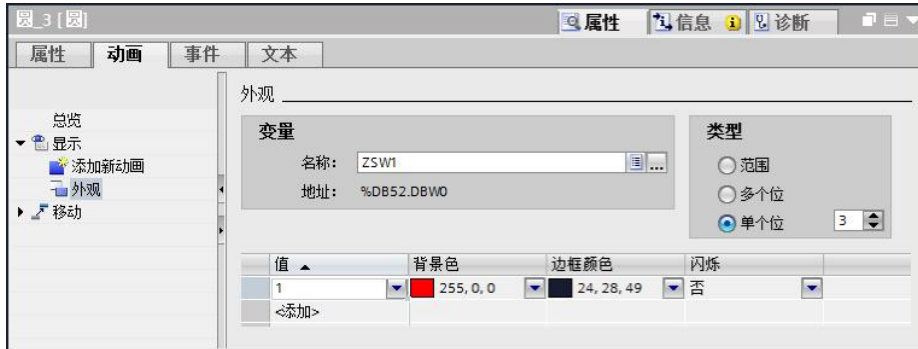 圆_3 [圆]
属性
信息
诊断
属性
动画
事件
文本
总览
显示
添加新动画
外观
移动
外观
变量
名称:
ZSW1
...
地址:
%DB52.DBW0
类型
范围
多个位
单个位
3
值
背景色
边框颜色
闪烁
1
255, 0, 0
24, 28, 49
否
<添加>